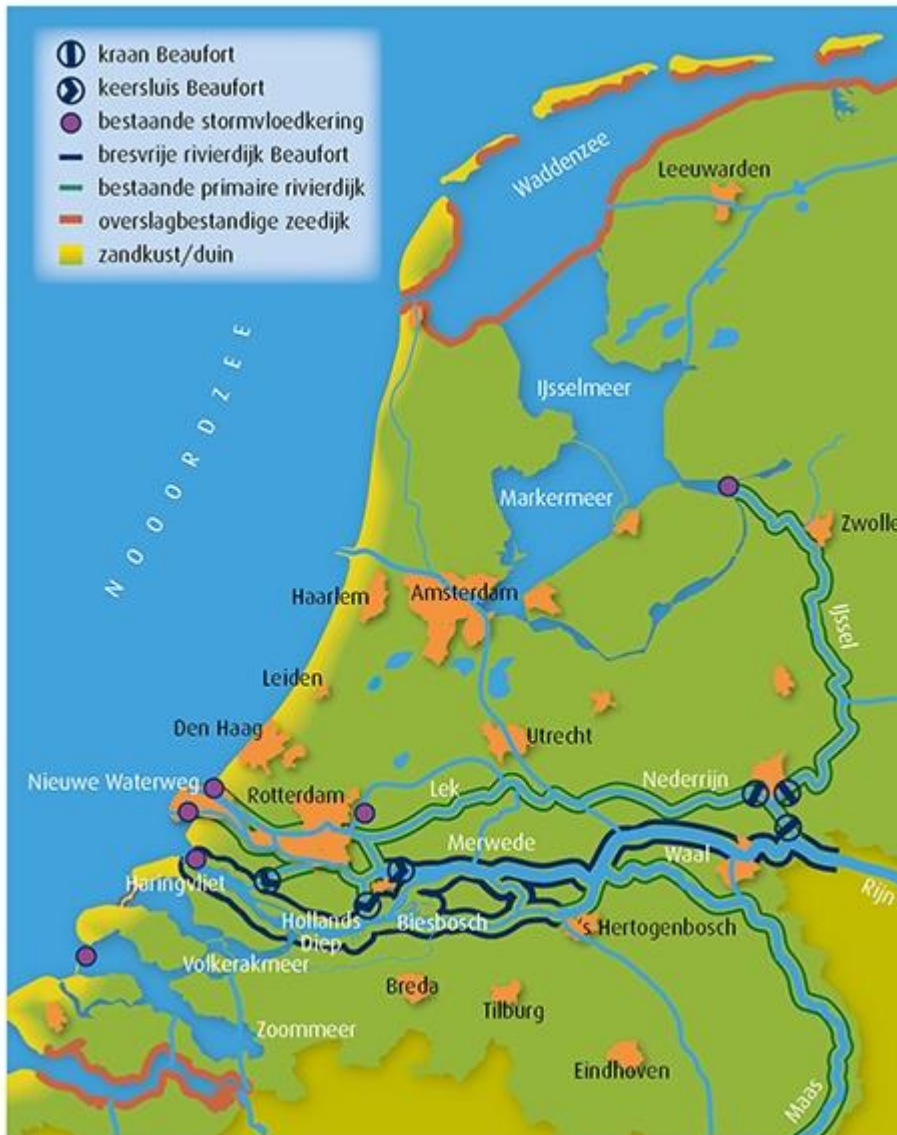 kraan Beaufort
keersluis Beaufort
bestaande stormvloedkering
bresvrije rivierdijk Beaufort
bestaande primaire rivierdijk
overslagbestandige zeedijk
zandkust/duin
Waddenzee
Leeuwarden
NOORDZEE
IJsselmeer
Markermeer
Zwolle
Haarlem
Amsterdam
IJssel
Leiden
Den Haag
Utrecht
Nieuwe Waterweg
Rotterdam
Lek
Nederrijn
Merwede
Waal
Haringvliet
Rijn
Hollands
Diep
Biesbosch
's Hertogenbosch
Volkerakmeer
Breda
Tilburg
Zoommeer
Eindhoven
Maas